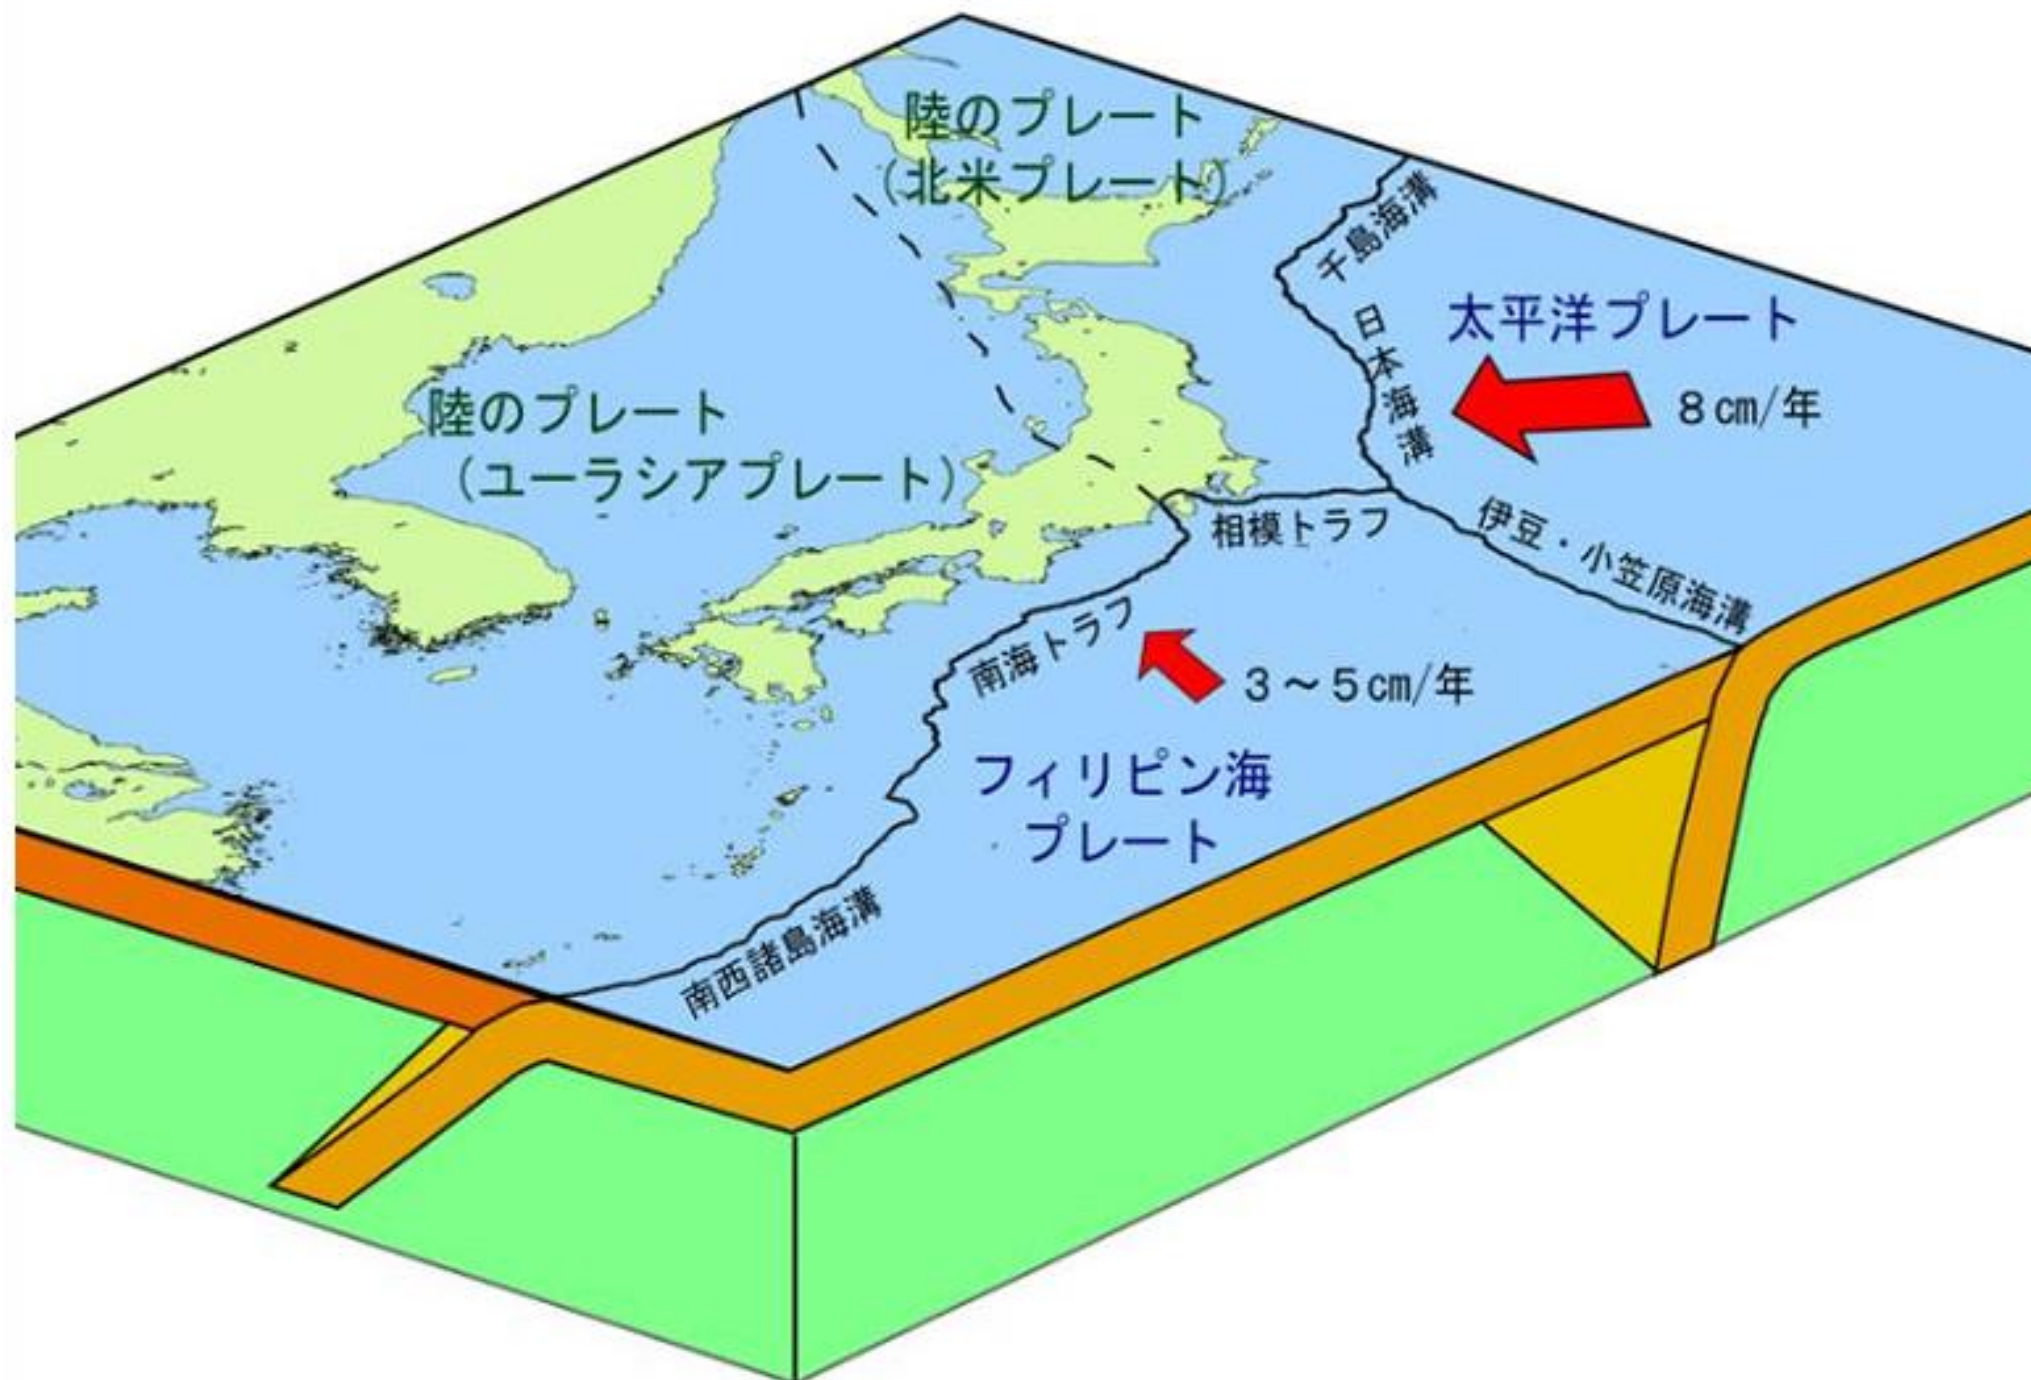 陸のプレート
（北米プレート）
千島海溝
太平洋プレート
日本海溝
8cm/年
陸のプレート
（ユーラシアプレート）
相模トラフ
伊豆・小笠原海溝
南海トラフ
3～5cm/年
フィリピン海
プレート
南西諸島海溝